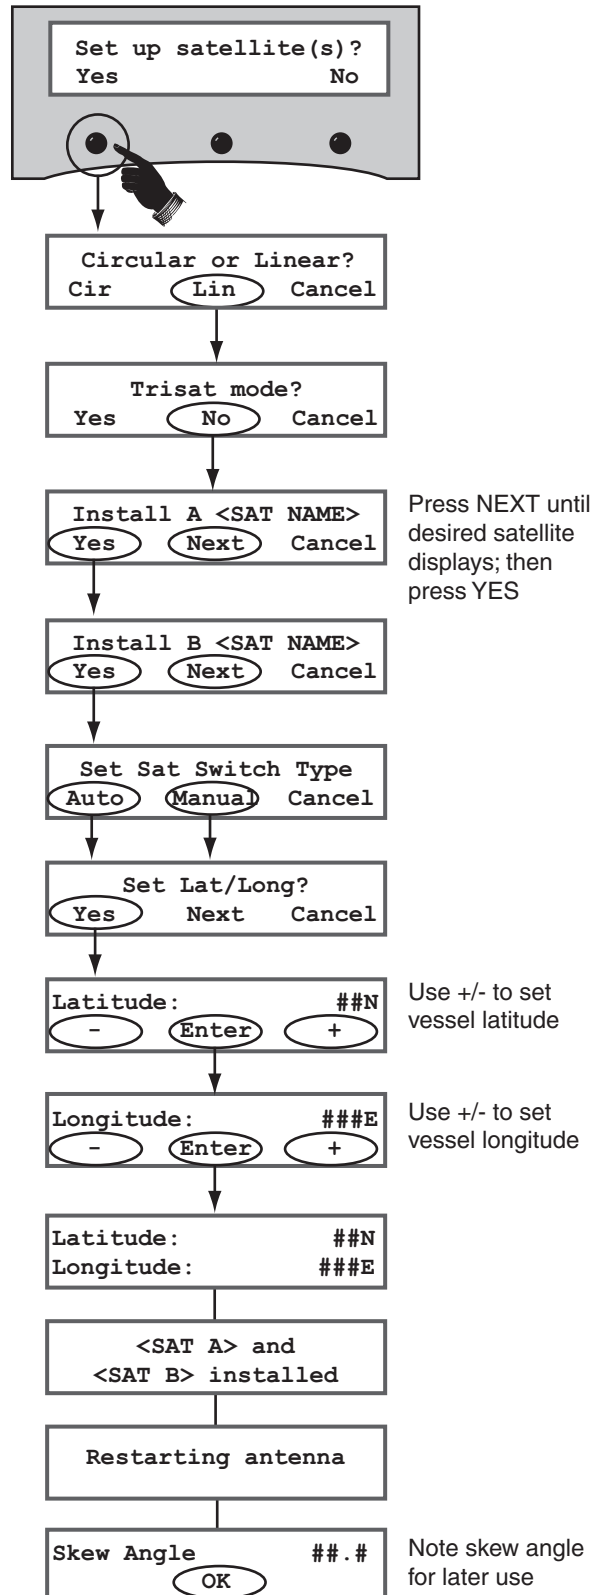 Set up satellite(s)?
Yes No
Circular or Linear?
Cir Lin Cancel
Trisat mode?
Yes No Cancel
Install A <SAT NAME>
Yes Next Cancel
Press NEXT until
desired satellite
displays; then
press YES
Install B <SAT NAME>
Yes Next Cancel
Set Sat Switch Type
Auto Manual Cancel
Set Lat/Long?
Yes Next Cancel
Latitude: ##N
- Enter +
Use +/- to set
vessel latitude
Longitude: ###E
- Enter +
Use +/- to set
vessel longitude
Latitude: ##N
Longitude: ###E
<SAT A> and
<SAT B> installed
Restarting antenna
Skew Angle ##.#
OK
Note skew angle
for later use